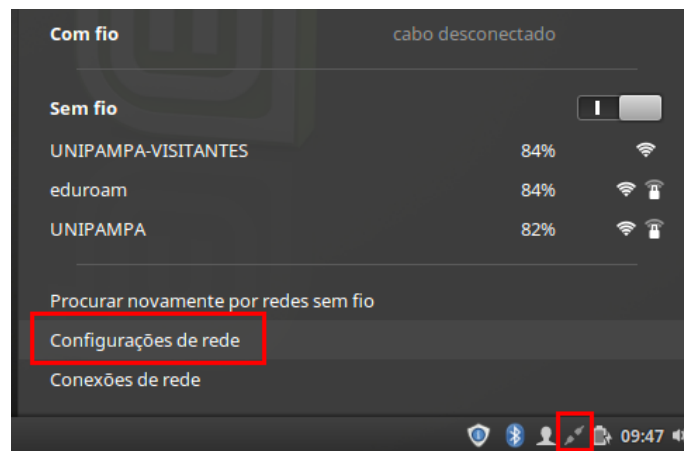 Com fio cabo desconectado
Sem fio
UNIPAMPA-VISITANTES 84%
eduroam 84%
UNIPAMPA 82%
Procurar novamente por redes sem fio
Configurações de rede
Conexões de rede
09:47